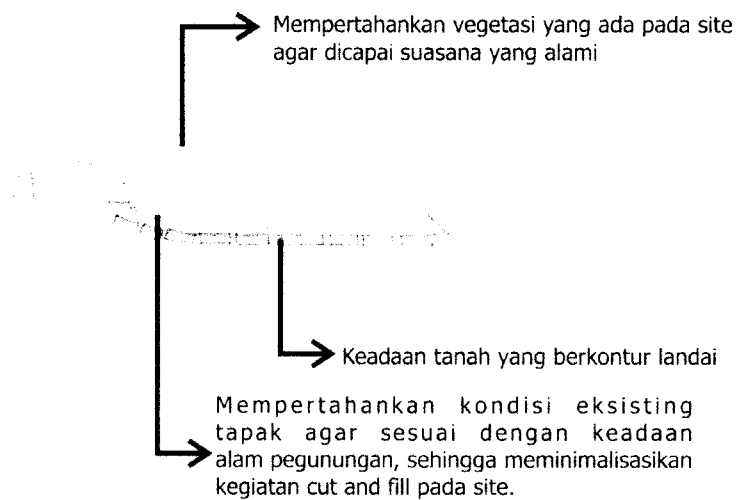 Mempertahankan vegetasi yang ada pada site
agar dicapai suasana yang alami
Keadaan tanah yang berkontur landai
Mempertahankan kondisi eksisting
tapak agar sesuai dengan keadaan
alam pegunungan, sehingga meminimalisasikan
kegiatan cut and fill pada site.